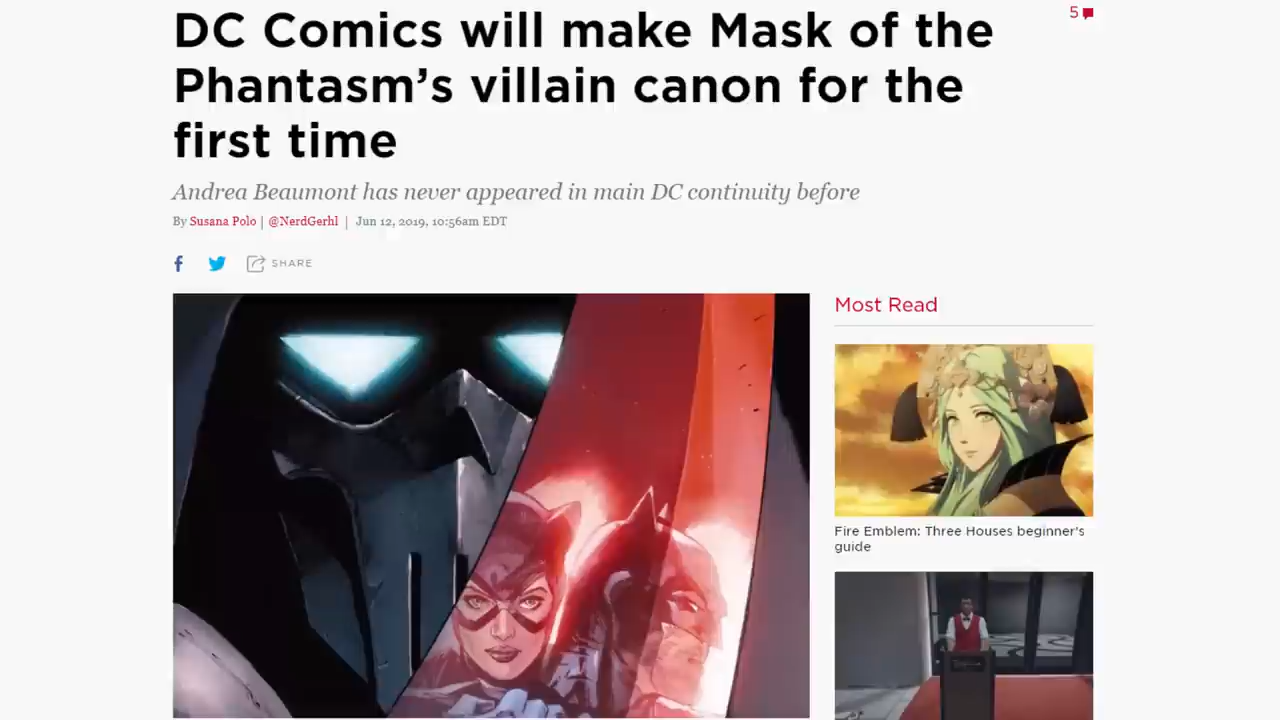 5
DC Comics will make Mask of the
Phantasm’s villain canon for the
first time
Andrea Beaumont has never appeared in main DC continuity before
By Susana Polo | @NerdGerhl | Jun 12, 2019, 10:56am EDT
SHARE
Most Read
Fire Emblem: Three Houses beginner's
guide